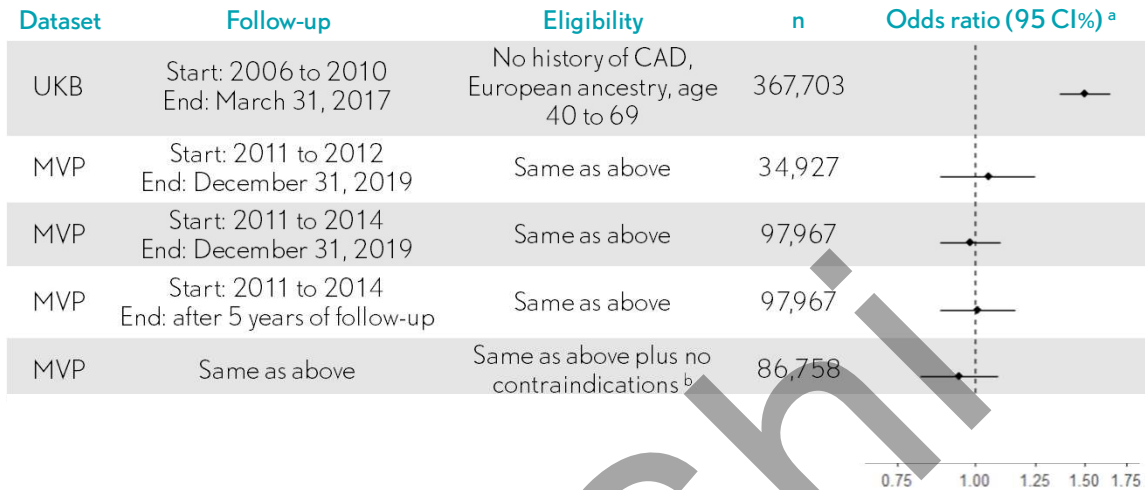 Dataset Follow-up Eligibility n Odds ratio (95 CI%) a
UKB
Start: 2006 to 2010
End: March 31, 2017
No history of CAD,
European ancestry, age
40 to 69
367,703
MVP
Start: 2011 to 2012
End: December 31, 2019
Same as above
34,927
MVP
Start: 2011 to 2014
End: December 31, 2019
Same as above
97,967
MVP
Start: 2011 to 2014
End: after 5 years of follow-up
Same as above
97,967
MVP
Same as above
Same as above plus no
contraindications b
86,758
0.75 1.00 1.25 1.50 1.75